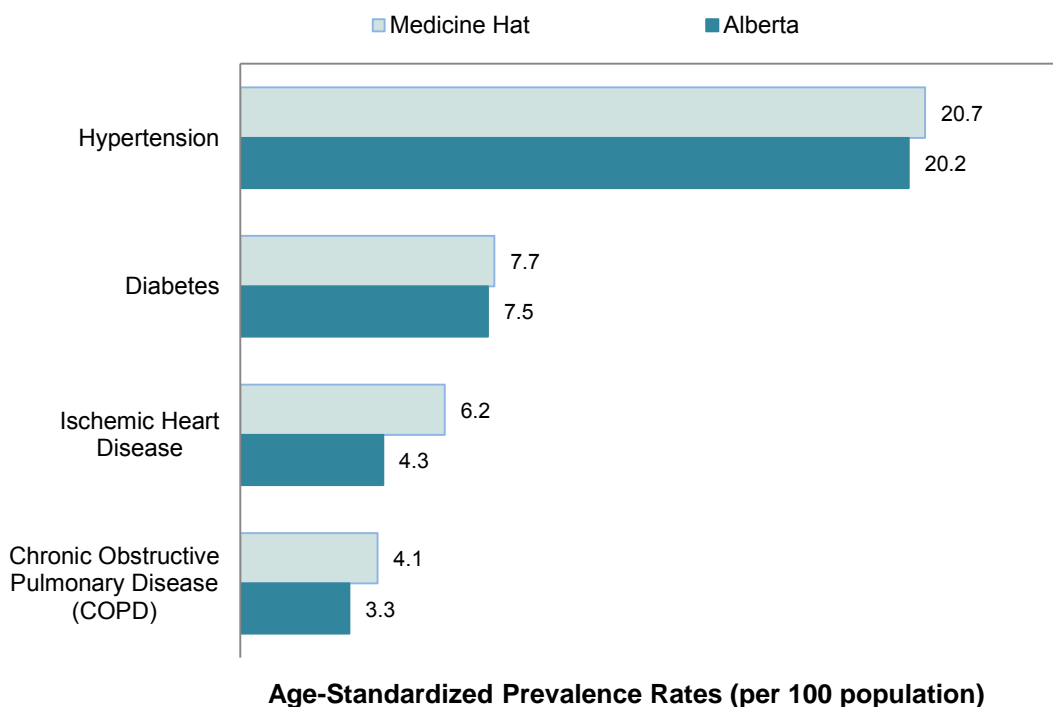 Medicine Hat
Alberta
Hypertension
20.7
20.2
Diabetes
7.7
7.5
Ischemic Heart
Disease
6.2
4.3
Chronic Obstructive
Pulmonary Disease
(COPD)
4.1
3.3
Age-Standardized Prevalence Rates (per 100 population)